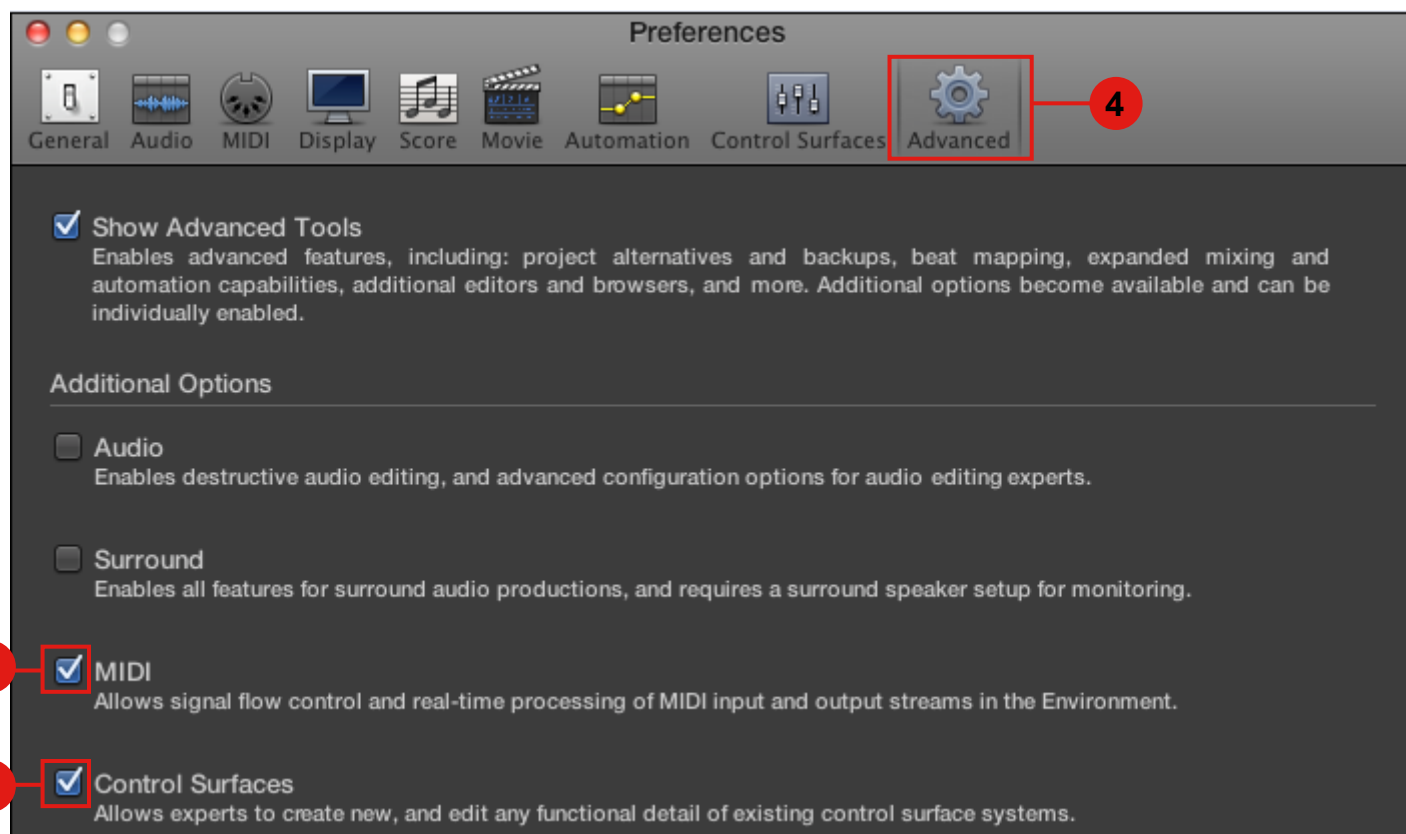 Preferences
General Audio MIDI Display Score Movie Automation Control Surfaces Advanced
4
Show Advanced Tools
Enables advanced features, including: project alternatives and backups, beat mapping, expanded mixing and
automation capabilities, additional editors and browsers, and more. Additional options become available and can be
individually enabled.
Additional Options
Audio
Enables destructive audio editing, and advanced configuration options for audio editing experts.
Surround
Enables all features for surround audio productions, and requires a surround speaker setup for monitoring.
MIDI
Allows signal flow control and real-time processing of MIDI input and output streams in the Environment.
Control Surfaces
Allows experts to create new, and edit any functional detail of existing control surface systems.